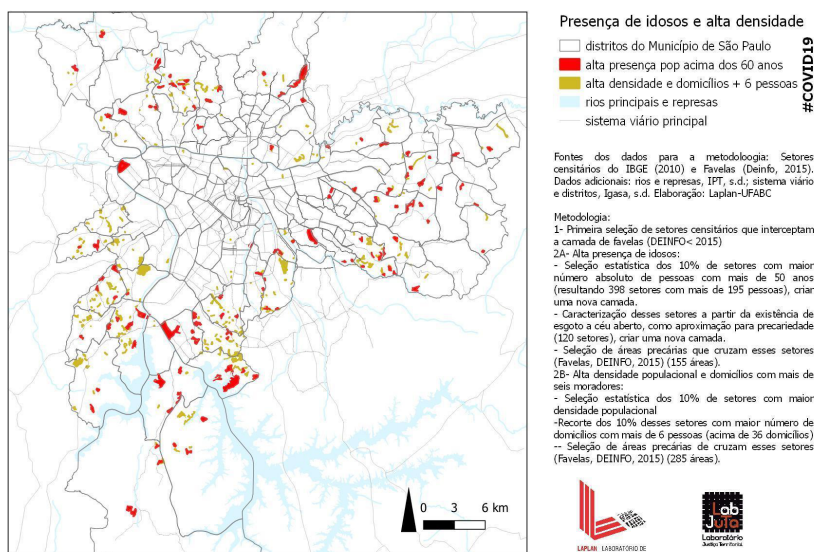 Presença de idosos e alta densidade
distritos do Município de São Paulo
alta presença pop acima dos 60 anos
alta densidade e domicílios + 6 pessoas
rios principais e represas
sistema viário principal
#COVID19
Fontes dos dados para a metodoloogia: Setores
censitários do IBGE (2010) e Favelas (Deinfo, 2015).
Dados adicionais: rios e represas, IPT, s.d.; sistema viário
e distritos, Igasa, s.d. Elaboração: Laplan-UFABC
Metodologia:
1- Primeira seleção de setores censitários que interceptam
a camada de favelas (DEINFO< 2015)
2A- Alta presença de idosos:
- Seleção estatística dos 10% de setores com maior
número absoluto de pessoas com mais de 50 anos
(resultando 398 setores com mais de 195 pessoas), criar
uma nova camada.
- Caracterização desses setores a partir da existência de
esgoto a céu aberto, como aproximação para precariedade
(120 setores), criar uma nova camada.
- Seleção de áreas precárias que cruzam esses setores
(Favelas, DEINFO, 2015) (155 áreas).
2B- Alta densidade populacional e domicílios com mais de
seis moradores:
- Seleção estatística dos 10% de setores com maior
densidade populacional
-Recorte dos 10% desses setores com maior número de
domicílios com mais de 6 pessoas (acima de 36 domicílios)
-- Seleção de áreas precárias de cruzam esses setores
(Favelas, DEINFO, 2015) (285 áreas).
0 3 6 km
LAPLAN LABORATÓRIO DE
Lab
JuTa
Laboratório
Justiça Territorial